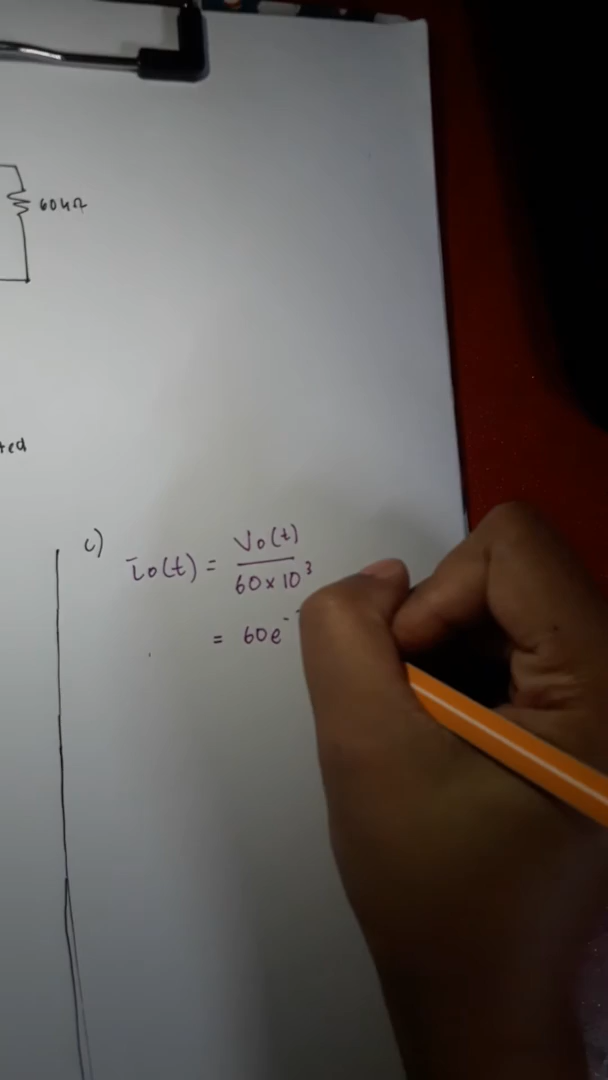 60kΩ
ted
c)
io(t) = Vo(t) / 60×10³
= 60e⁻